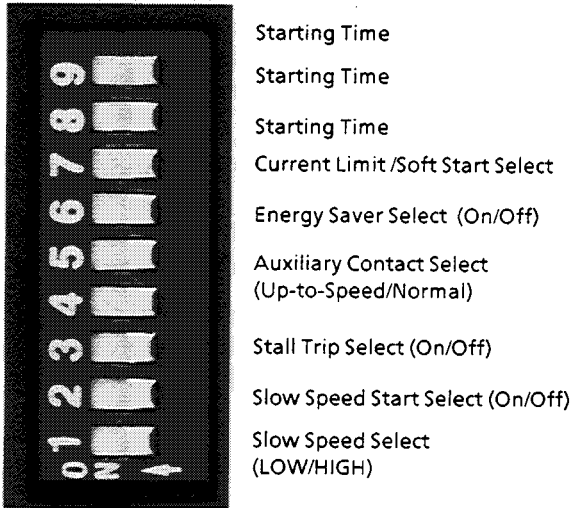 Starting Time
9 Starting Time
8 Starting Time
7 Current Limit /Soft Start Select
6 Energy Saver Select (On/Off)
5 Auxiliary Contact Select
4 (Up-to-Speed/Normal)
3 Stall Trip Select (On/Off)
2 Slow Speed Start Select (On/Off)
1 Slow Speed Select
ON (LOW/HIGH)